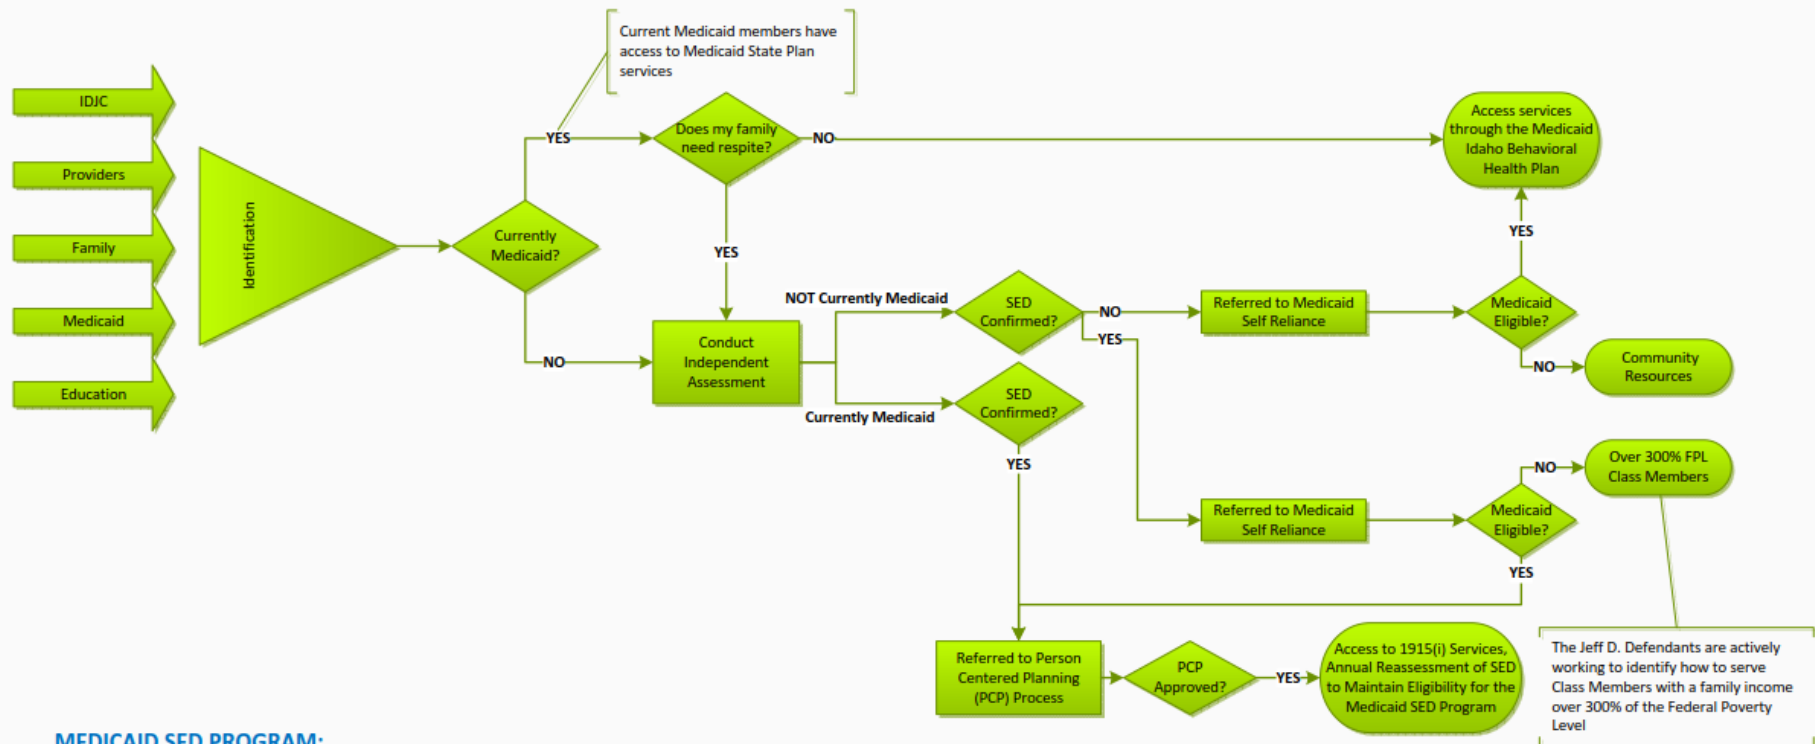 Current Medicaid members have
access to Medicaid State Plan
services
IDJC
Providers
Family
Medicaid
Education
Identification
Currently
Medicaid?
YES
Does my family
need respite?
NO
Access services
through the Medicaid
Idaho Behavioral
Health Plan
YES
NO
Conduct
Independent
Assessment
NOT Currently Medicaid
SED
Confirmed?
NO
Referred to Medicaid
Self Reliance
Medicaid
Eligible?
YES
NO
Community
Resources
YES
Currently Medicaid
SED
Confirmed?
YES
Referred to Medicaid
Self Reliance
Medicaid
Eligible?
NO
Over 300% FPL
Class Members
YES
Referred to Person
Centered Planning
(PCP) Process
PCP
Approved?
YES
Access to 1915(i) Services,
Annual Reassessment of SED
to Maintain Eligibility for the
Medicaid SED Program
The Jeff D. Defendants are actively
working to identify how to serve
Class Members with a family income
over 300% of the Federal Poverty
Level
MEDICAID SED PROGRAM: